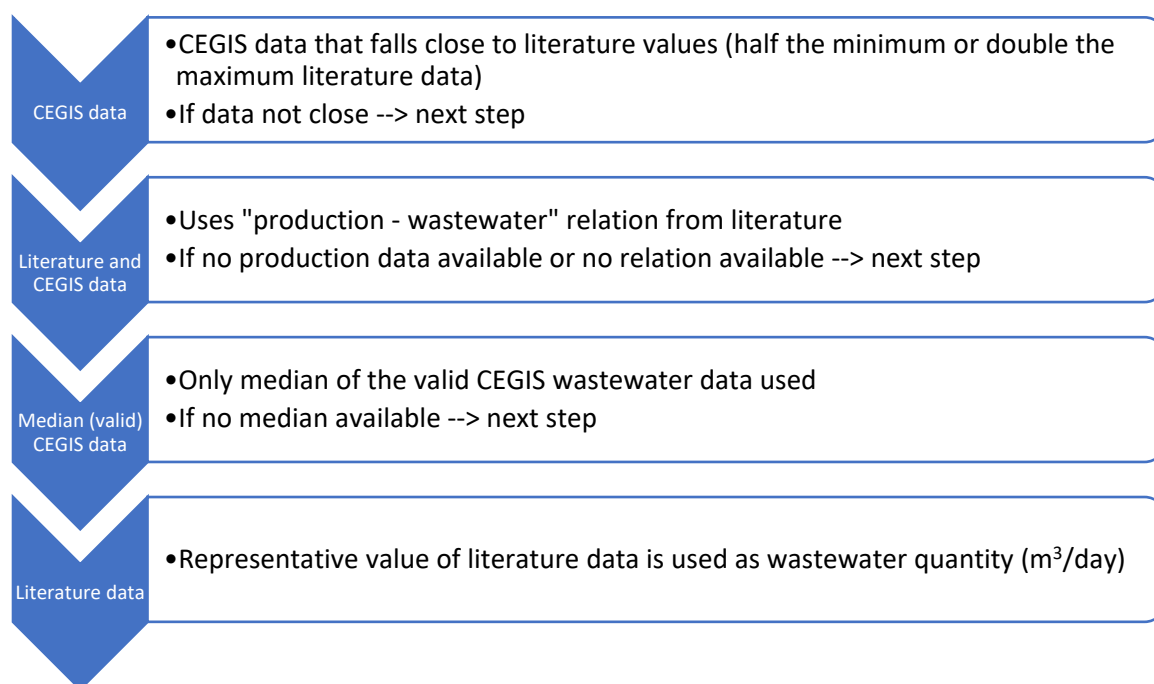 CEGIS data
•CEGIS data that falls close to literature values (half the minimum or double the
maximum literature data)
•If data not close --> next step
Literature and
CEGIS data
•Uses "production - wastewater" relation from literature
•If no production data available or no relation available --> next step
Median (valid)
CEGIS data
•Only median of the valid CEGIS wastewater data used
•If no median available --> next step
Literature data
•Representative value of literature data is used as wastewater quantity (m³/day)